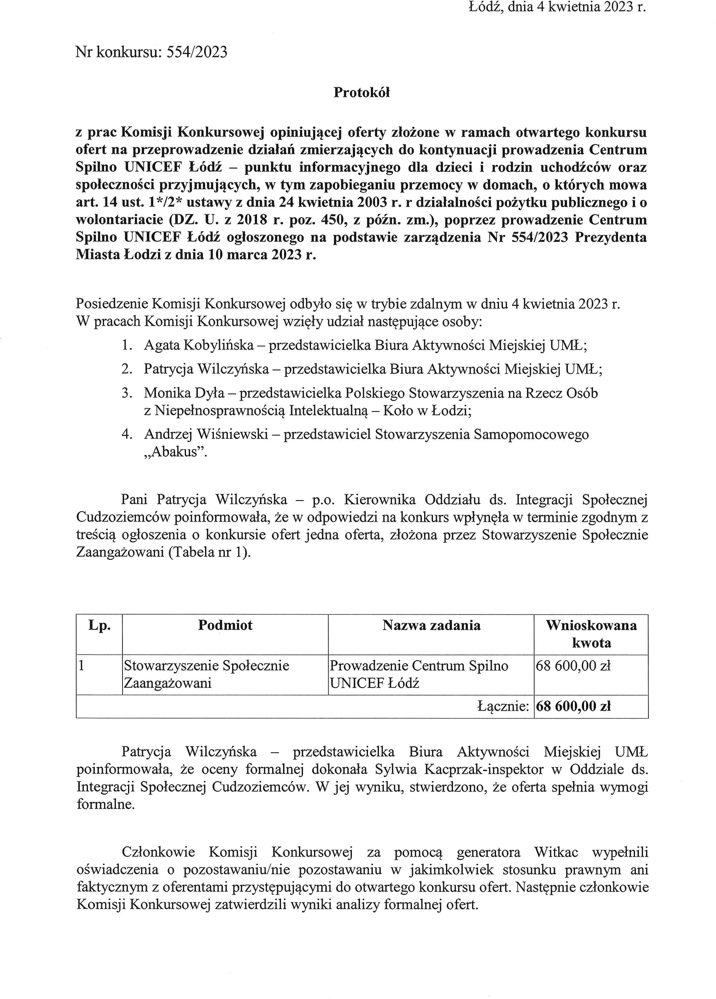 Łódź, dnia 4 kwietnia 2023 r.
Nr konkursu: 554/2023
Protokół
z prac Komisji Konkursowej opiniującej oferty złożone w ramach otwartego konkursu
ofert na przeprowadzenie działań zmierzających do kontynuacji prowadzenia Centrum
Spilno UNICEF Łódź – punktu informacyjnego dla dzieci i rodzin uchodźców oraz
społeczności przyjmujących, w tym zapobieganiu przemocy w domach, o których mowa
art. 14 ust. 1*/2* ustawy z dnia 24 kwietnia 2003 r. r działalności pożytku publicznego i o
wolontariacie (DZ. U. z 2018 r. poz. 450, z późn. zm.), poprzez prowadzenie Centrum
Spilno UNICEF Łódź ogłoszonego na podstawie zarządzenia Nr 554/2023 Prezydenta
Miasta Łodzi z dnia 10 marca 2023 r.
Posiedzenie Komisji Konkursowej odbyło się w trybie zdalnym w dniu 4 kwietnia 2023 r.
W pracach Komisji Konkursowej wzięły udział następujące osoby:
1. Agata Kobylińska – przedstawicielka Biura Aktywności Miejskiej UMŁ;
2. Patrycja Wilczyńska – przedstawicielka Biura Aktywności Miejskiej UMŁ;
3. Monika Dyła – przedstawicielka Polskiego Stowarzyszenia na Rzecz Osób
z Niepełnosprawnością Intelektualną – Koło w Łodzi;
4. Andrzej Wiśniewski – przedstawiciel Stowarzyszenia Samopomocowego
„Abakus”.
Pani Patrycja Wilczyńska – p.o. Kierownika Oddziału ds. Integracji Społecznej
Cudzoziemców poinformowała, że w odpowiedzi na konkurs wpłynęła w terminie zgodnym z
treścią ogłoszenia o konkursie ofert jedna oferta, złożona przez Stowarzyszenie Społecznie
Zaangażowani (Tabela nr 1).
Lp. Podmiot Nazwa zadania Wnioskowana
kwota
1 Stowarzyszenie Społecznie Prowadzenie Centrum Spilno 68 600,00 zł
Zaangażowani UNICEF Łódź
Łącznie: 68 600,00 zł
Patrycja Wilczyńska – przedstawicielka Biura Aktywności Miejskiej UMŁ
poinformowała, że oceny formalnej dokonała Sylwia Kacprzak-inspektor w Oddziale ds.
Integracji Społecznej Cudzoziemców. W jej wyniku, stwierdzono, że oferta spełnia wymogi
formalne.
Członkowie Komisji Konkursowej za pomocą generatora Witkac wypełnili
oświadczenia o pozostawaniu/nie pozostawaniu w jakimkolwiek stosunku prawnym ani
faktycznym z oferentami przystępującymi do otwartego konkursu ofert. Następnie członkowie
Komisji Konkursowej zatwierdzili wyniki analizy formalnej ofert.